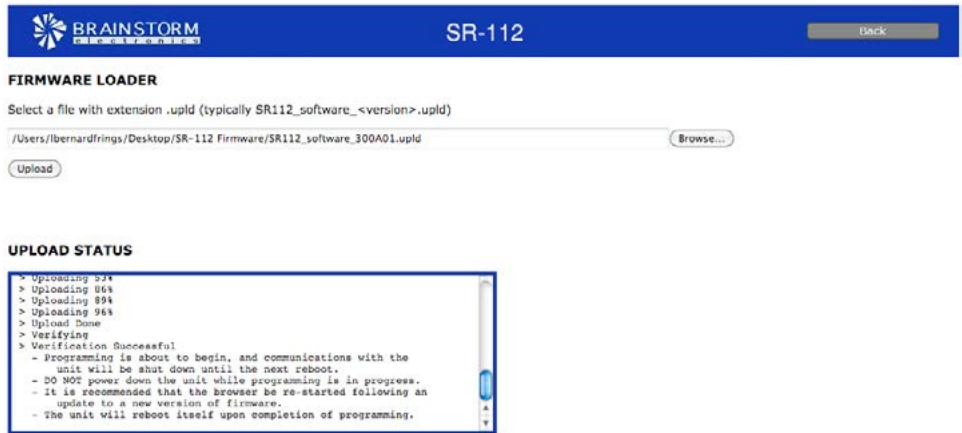 BRAINSTORM
electronics
SR-112
Back
FIRMWARE LOADER
Select a file with extension .upld (typically SR112_software_<version>.upld)
/Users/lbernardfrings/Desktop/SR-112 Firmware/SR112_software_300A01.upld
Browse...
Upload
UPLOAD STATUS
> Uploading 53%
> Uploading 86%
> Uploading 89%
> Uploading 96%
> Upload Done
> Verifying
> Verification Successful
- Programming is about to begin, and communications with the
unit will be shut down until the next reboot.
- DO NOT power down the unit while programming is in progress.
- It is recommended that the browser be re-started following an
update to a new version of firmware.
- The unit will reboot itself upon completion of programming.